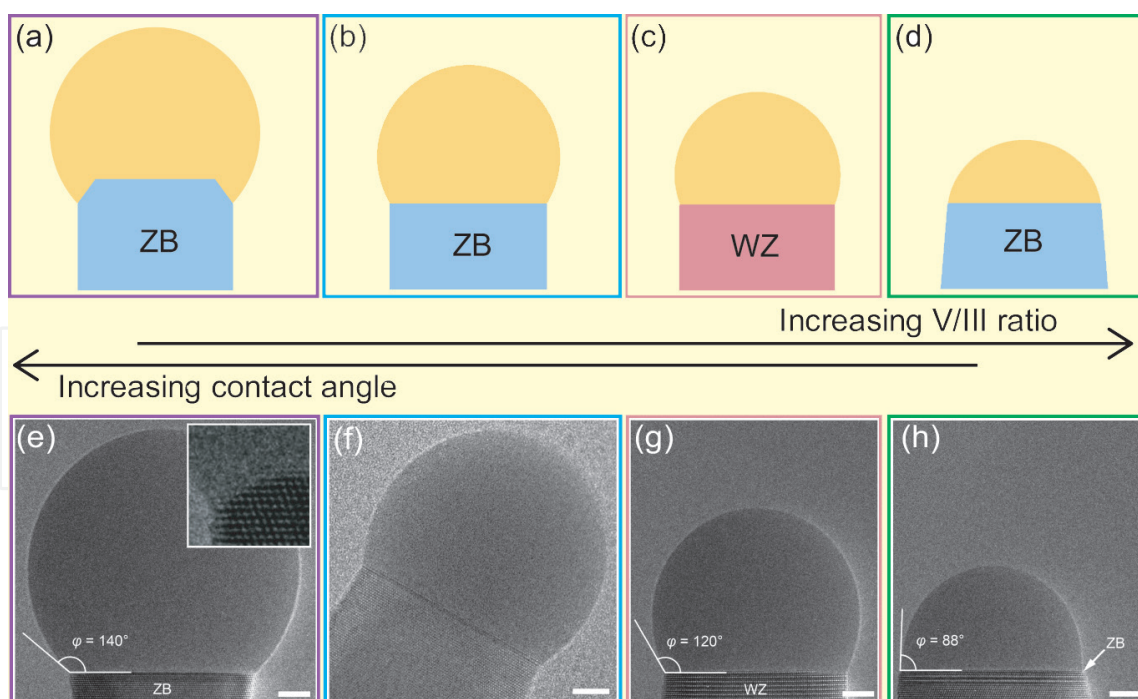 (a)
(b)
(c)
(d)
ZB
ZB
WZ
ZB
Increasing V/III ratio
Increasing contact angle
(e)
(f)
(g)
(h)
φ = 140°
φ = 120°
φ = 88°
ZB
ZB
WZ